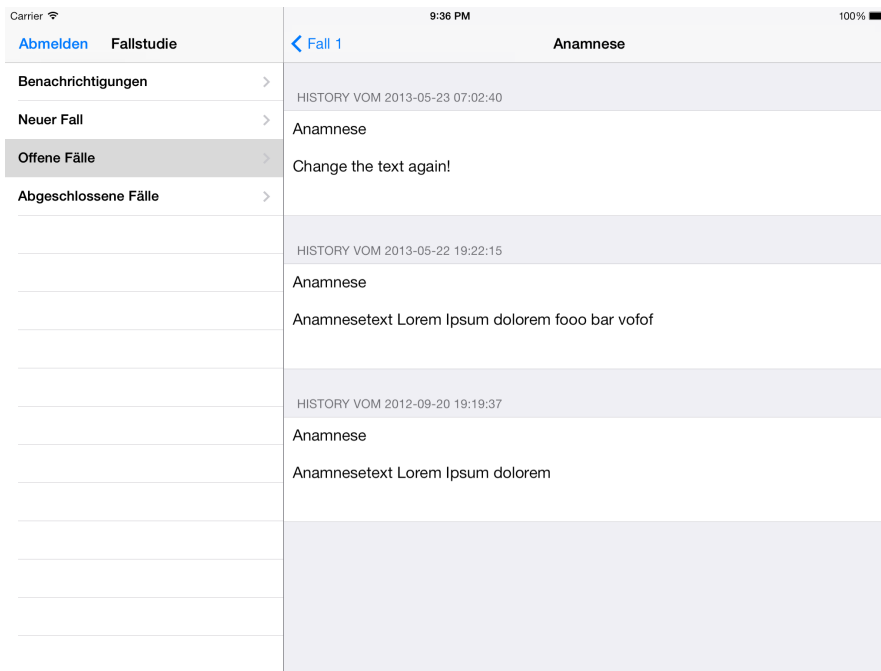 Carrier 9:36 PM 100%
Abmelden Fallstudie
Benachrichtigungen
Neuer Fall
Offene Fälle
Abgeschlossene Fälle
Fall 1 Anamnese
HISTORY VOM 2013-05-23 07:02:40
Anamnese
Change the text again!
HISTORY VOM 2013-05-22 19:22:15
Anamnese
Anamnesetext Lorem Ipsum dolorem fooo bar vofof
HISTORY VOM 2012-09-20 19:19:37
Anamnese
Anamnesetext Lorem Ipsum dolorem